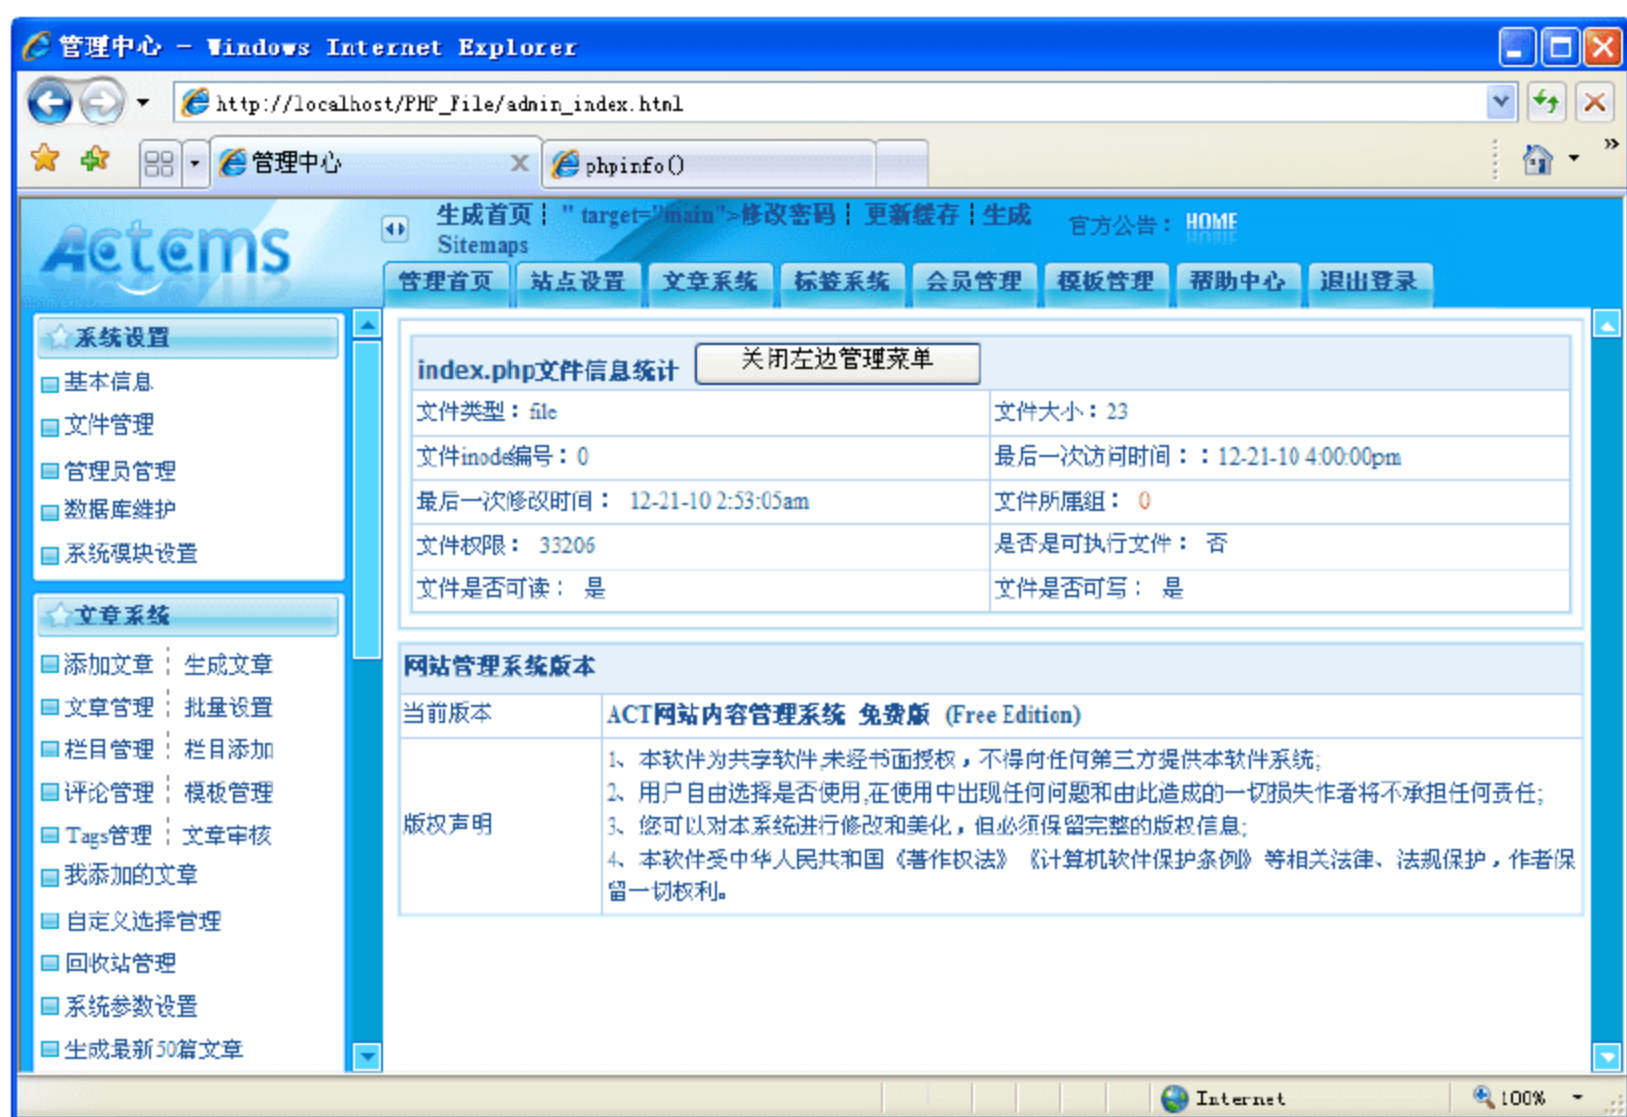 管理中心 - Windows Internet Explorer
http://localhost/PHP_File/admin_index.html
管理中心 phpinfo()
Actcms
生成首页 ┆ " target="main">修改密码 ┆ 更新缓存 ┆ 生成
Sitemaps
官方公告： HOME
管理首页 站点设置 文章系统 标签系统 会员管理 模板管理 帮助中心 退出登录
系统设置
基本信息
文件管理
管理员管理
数据库维护
系统模块设置
文章系统
添加文章 ┆ 生成文章
文章管理 ┆ 批量设置
栏目管理 ┆ 栏目添加
评论管理 ┆ 模板管理
Tags管理 ┆ 文章审核
我添加的文章
自定义选择管理
回收站管理
系统参数设置
生成最新50篇文章
index.php文件信息统计 关闭左边管理菜单
文件类型：file 文件大小：23
文件inode编号：0 最后一次访问时间：：12-21-10 4:00:00pm
最后一次修改时间： 12-21-10 2:53:05am 文件所属组： 0
文件权限： 33206 是否是可执行文件： 否
文件是否可读： 是 文件是否可写： 是
网站管理系统版本
当前版本 ACT网站内容管理系统 免费版 (Free Edition)
版权声明
1、本软件为共享软件,未经书面授权，不得向任何第三方提供本软件系统;
2、用户自由选择是否使用,在使用中出现任何问题和由此造成的一切损失作者将不承担任何责任;
3、您可以对本系统进行修改和美化，但必须保留完整的版权信息;
4、本软件受中华人民共和国《著作权法》《计算机软件保护条例》等相关法律、法规保护，作者保
留一切权利。
Internet 100%